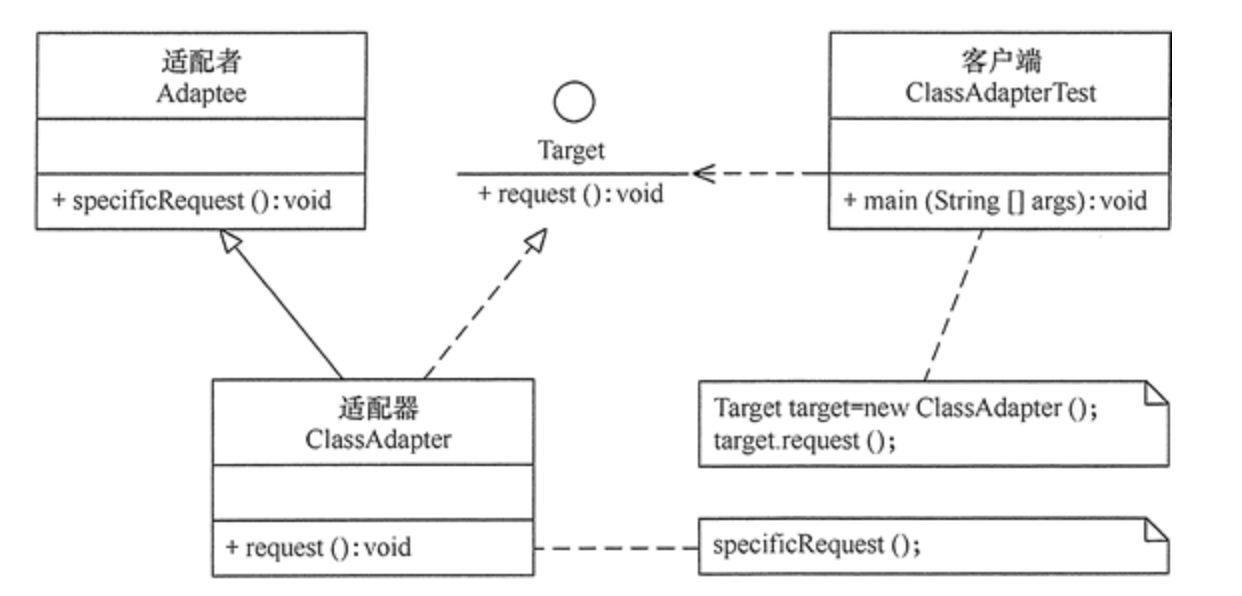 适配者
Adaptee
+ specificRequest ():void
Target
+ request ():void
客户端
ClassAdapterTest
+ main (String [] args):void
适配器
ClassAdapter
+ request ():void
Target target=new ClassAdapter ();
target.request ();
specificRequest ();